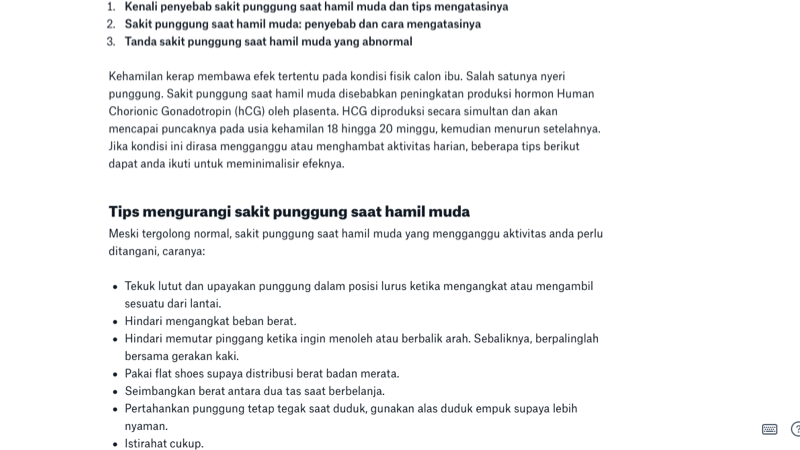 1. Kenali penyebab sakit punggung saat hamil muda dan tips mengatasinya
2. Sakit punggung saat hamil muda: penyebab dan cara mengatasinya
3. Tanda sakit punggung saat hamil muda yang abnormal
Kehamilan kerap membawa efek tertentu pada kondisi fisik calon ibu. Salah satunya nyeri
punggung. Sakit punggung saat hamil muda disebabkan peningkatan produksi hormon Human
Chorionic Gonadotropin (hCG) oleh plasenta. HCG diproduksi secara simultan dan akan
mencapai puncaknya pada usia kehamilan 18 hingga 20 minggu, kemudian menurun setelahnya.
Jika kondisi ini dirasa mengganggu atau menghambat aktivitas harian, beberapa tips berikut
dapat anda ikuti untuk meminimalisir efeknya.
Tips mengurangi sakit punggung saat hamil muda
Meski tergolong normal, sakit punggung saat hamil muda yang mengganggu aktivitas anda perlu
ditangani, caranya:
• Tekuk lutut dan upayakan punggung dalam posisi lurus ketika mengangkat atau mengambil
sesuatu dari lantai.
• Hindari mengangkat beban berat.
• Hindari memutar pinggang ketika ingin menoleh atau berbalik arah. Sebaliknya, berpalinglah
bersama gerakan kaki.
• Pakai flat shoes supaya distribusi berat badan merata.
• Seimbangkan berat antara dua tas saat berbelanja.
• Pertahankan punggung tetap tegak saat duduk, gunakan alas duduk empuk supaya lebih
nyaman.
• Istirahat cukup.